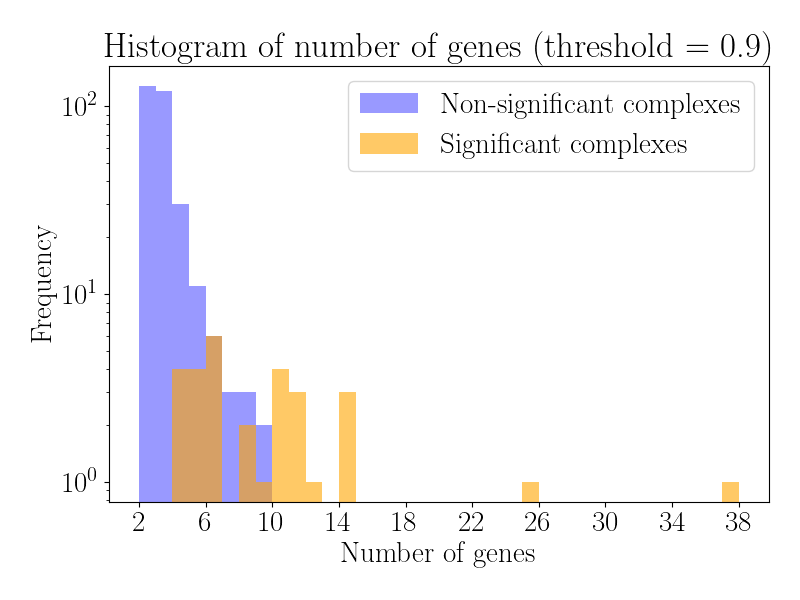 Histogram of number of genes (threshold = 0.9)
Non-significant complexes
Significant complexes
Frequency
10²
10¹
10⁰
2 6 10 14 18 22 26 30 34 38
Number of genes